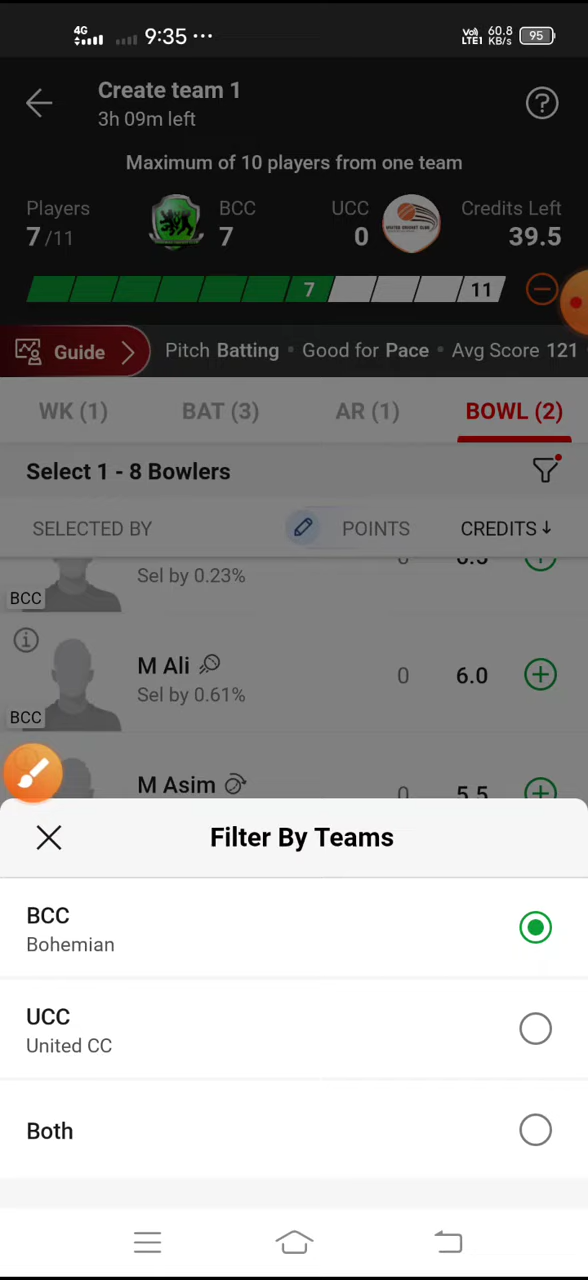 4G 9:35 ··· Vo) LTE1 60.8 KB/s 95
Create team 1
3h 09m left
Maximum of 10 players from one team
Players BCC UCC Credits Left
7/11 7 0 39.5
7 11
Guide Pitch Batting • Good for Pace • Avg Score 121
WK (1) BAT (3) AR (1) BOWL (2)
Select 1 - 8 Bowlers
SELECTED BY POINTS CREDITS↓
Sel by 0.23%
BCC
M Ali 0 6.0
Sel by 0.61%
BCC
M Asim 0 5.5
Filter By Teams
BCC
Bohemian
UCC
United CC
Both